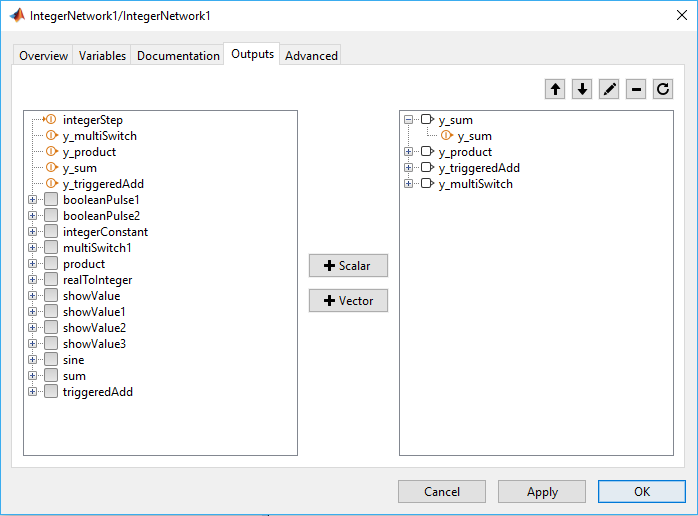 IntegerNetwork1/IntegerNetwork1
Overview
Variables
Documentation
Outputs
Advanced
integerStep
y_multiSwitch
y_product
y_sum
y_triggeredAdd
booleanPulse1
booleanPulse2
integerConstant
multiSwitch1
product
realToInteger
showValue
showValue1
showValue2
showValue3
sine
sum
triggeredAdd
Scalar
Vector
y_sum
y_sum
y_product
y_triggeredAdd
y_multiSwitch
Cancel
Apply
OK